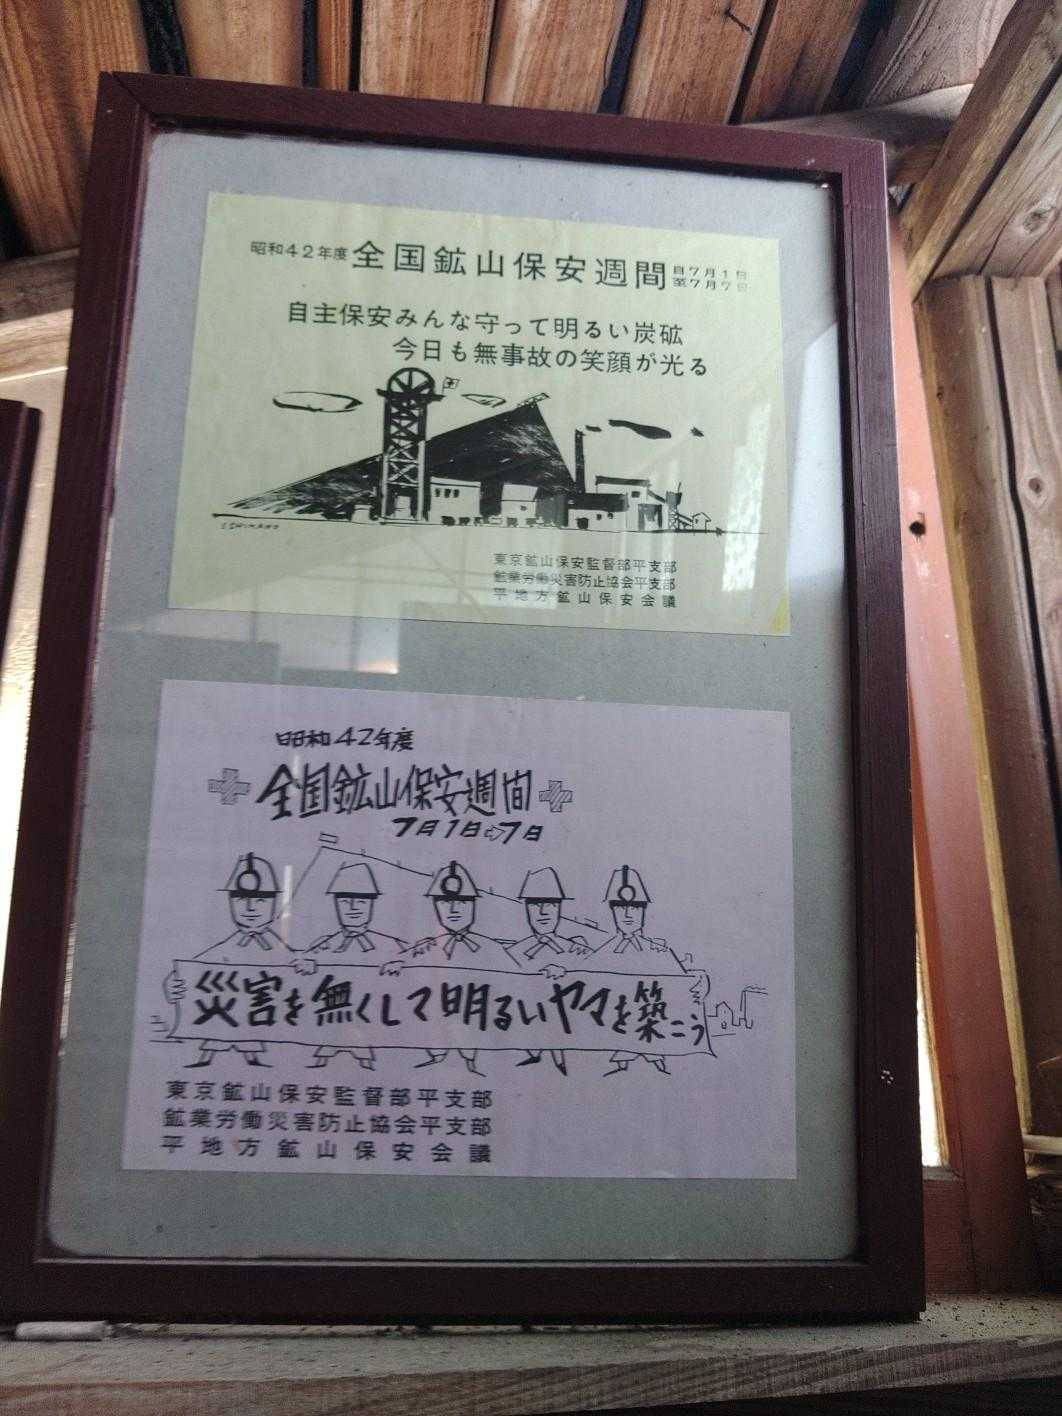 昭和42年度全国鉱山保安週間 自7月1日
至7月7日
自主保安みんな守って明るい炭砿
今日も無事故の笑顔が光る
東京鉱山保安監督部平支部
鉱業労働災害防止協会平支部
平地方鉱山保安会議
昭和42年度
全国鉱山保安週間
7月1日⇨7日
災害を無くして明るいヤマを築こう
東京鉱山保安監督部平支部
鉱業労働災害防止協会平支部
平地方鉱山保安会議